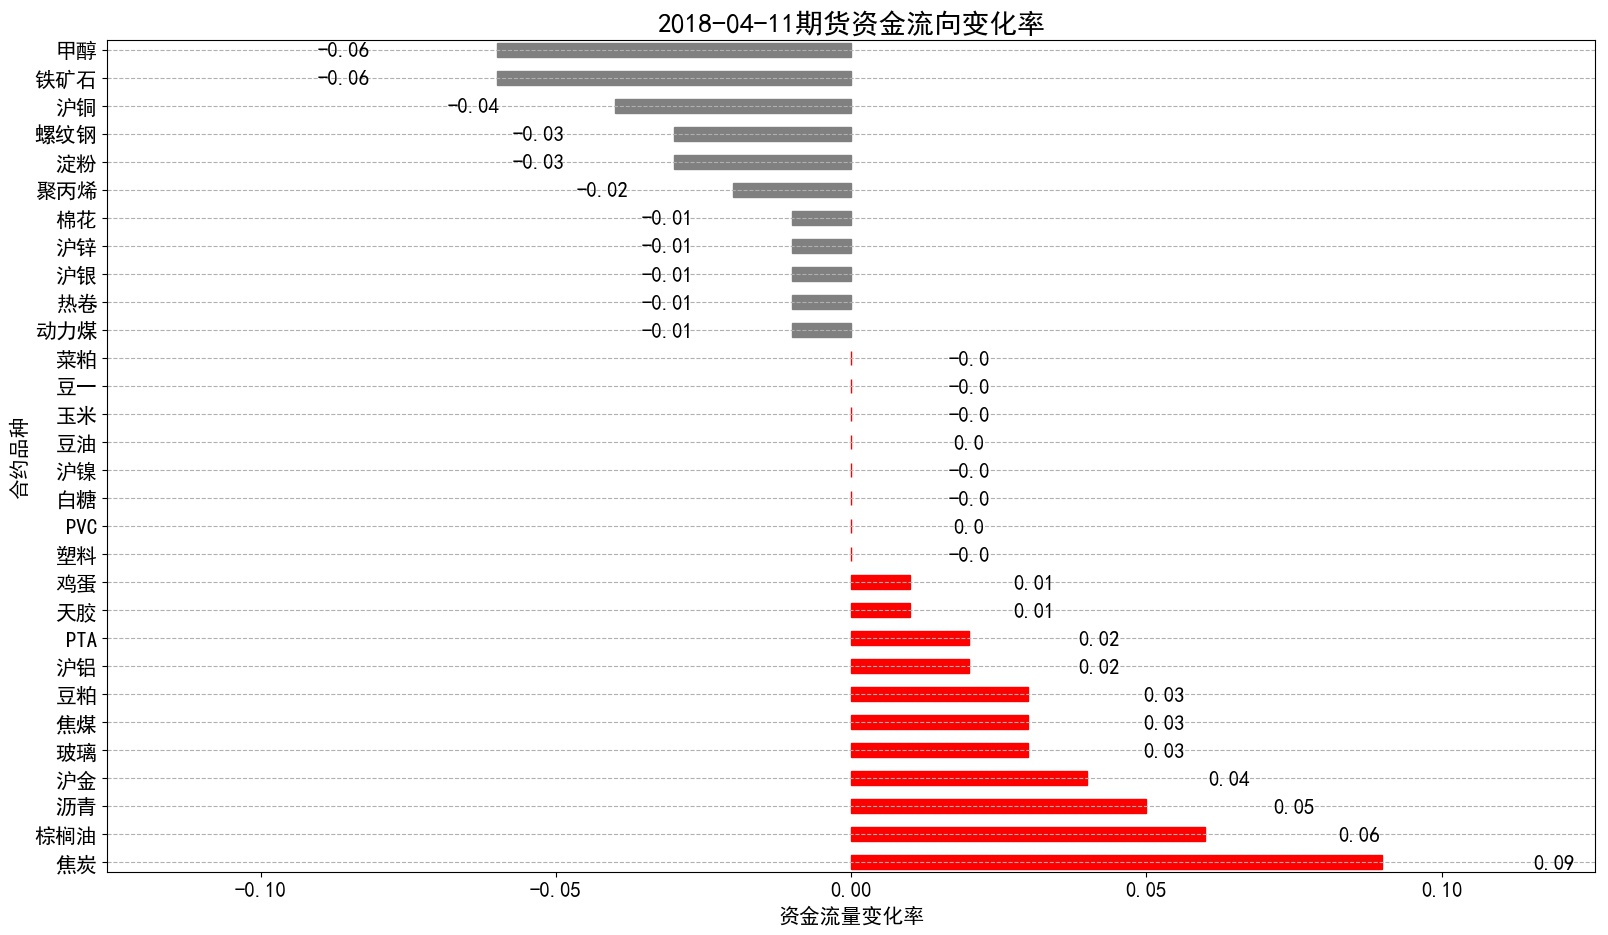 2018-04-11期货资金流向变化率
甲醇 -0.06
铁矿石 -0.06
沪铜 -0.04
螺纹钢 -0.03
淀粉 -0.03
聚丙烯 -0.02
棉花 -0.01
沪锌 -0.01
沪银 -0.01
热卷 -0.01
动力煤 -0.01
菜粕 -0.0
豆一 -0.0
玉米 -0.0
豆油 0.0
沪镍 -0.0
白糖 -0.0
PVC 0.0
塑料 -0.0
鸡蛋 0.01
天胶 0.01
PTA 0.02
沪铝 0.02
豆粕 0.03
焦煤 0.03
玻璃 0.03
沪金 0.04
沥青 0.05
棕榈油 0.06
焦炭 0.09
合约品种
-0.10 -0.05 0.00 0.05 0.10
资金流量变化率